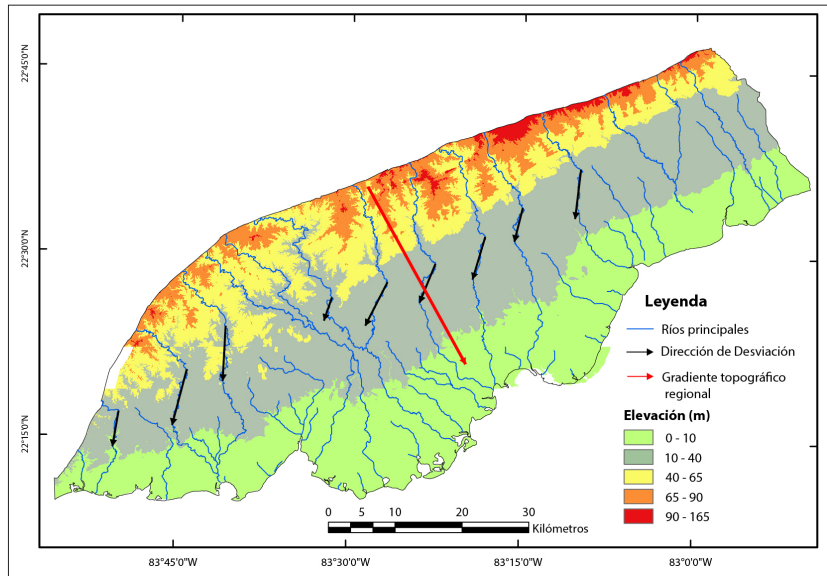 22°45'0"N
22°30'0"N
22°15'0"N
Leyenda
Ríos principales
Dirección de Desviación
Gradiente topográfico
regional
Elevación (m)
0 - 10
10 - 40
40 - 65
65 - 90
90 - 165
0 5 10 20 30
Kilómetros
83°45'0"W 83°30'0"W 83°15'0"W 83°0'0"W